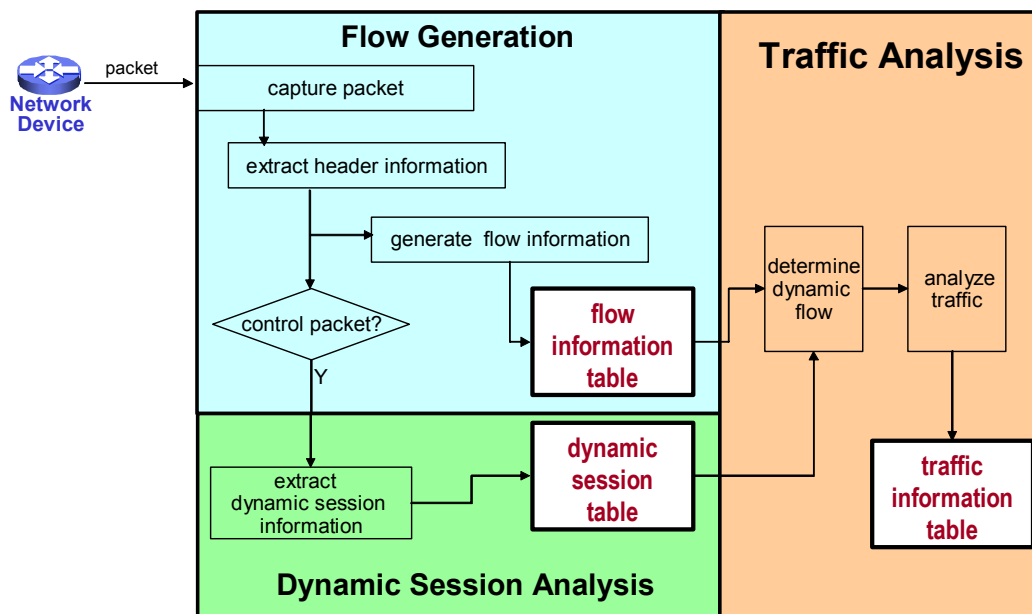 Flow Generation
Traffic Analysis
packet
Network
Device
capture packet
extract header information
generate flow information
control packet?
Y
flow
information
table
determine
dynamic
flow
analyze
traffic
extract
dynamic session
information
dynamic
session
table
traffic
information
table
Dynamic Session Analysis